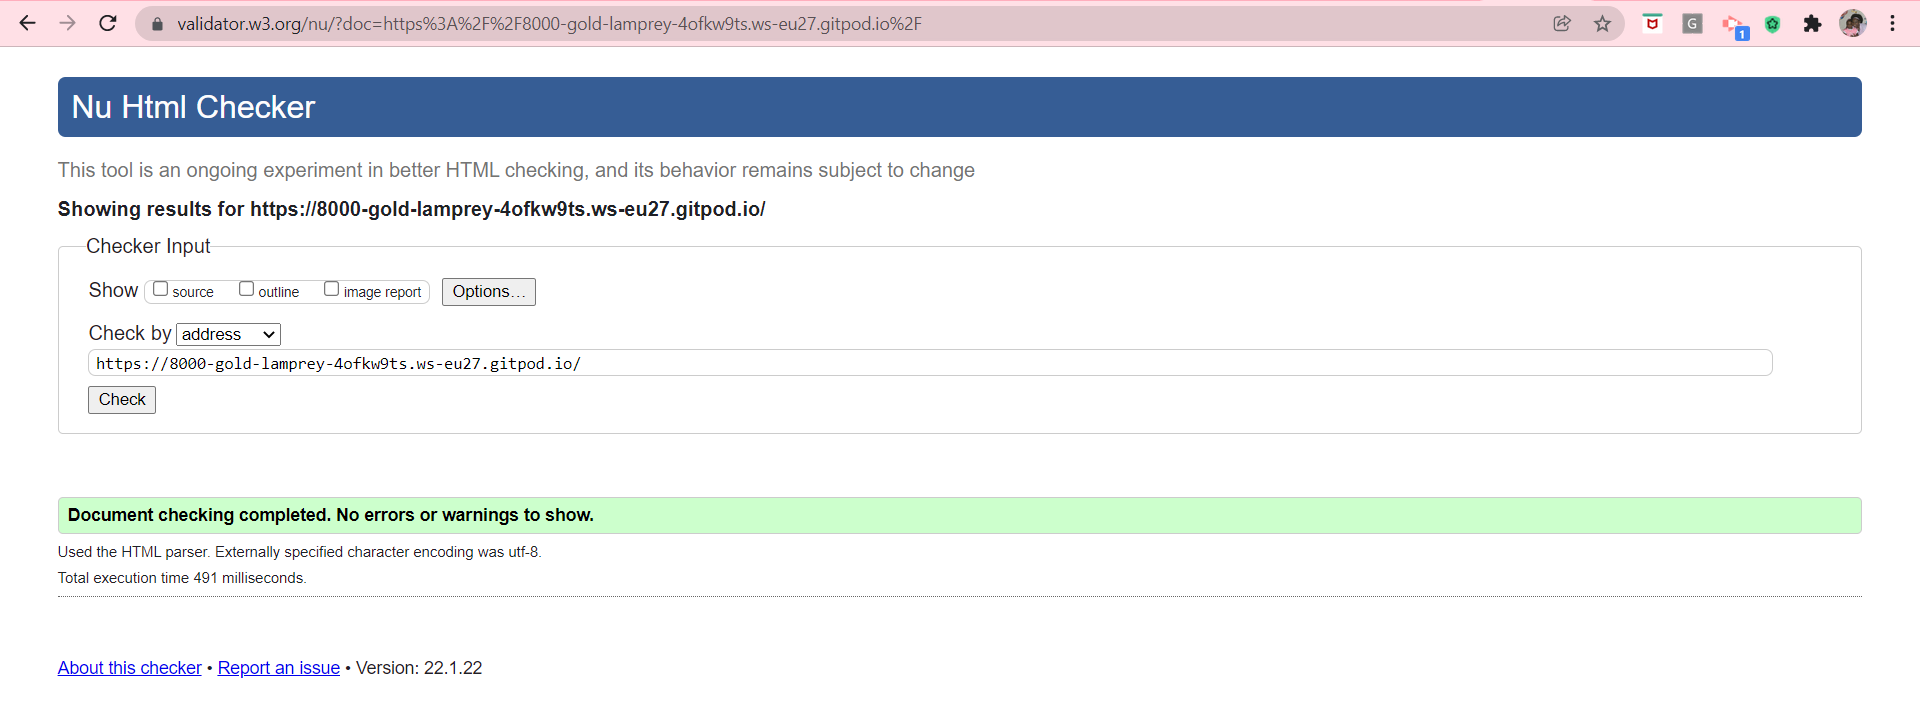 validator.w3.org/nu/?doc=https%3A%2F%2F8000-gold-lamprey-4ofkw9ts.ws-eu27.gitpod.io%2F
G
1
Nu Html Checker
This tool is an ongoing experiment in better HTML checking, and its behavior remains subject to change
Showing results for https://8000-gold-lamprey-4ofkw9ts.ws-eu27.gitpod.io/
Checker Input
Show source outline image report Options...
Check by address
https://8000-gold-lamprey-4ofkw9ts.ws-eu27.gitpod.io/
Check
Document checking completed. No errors or warnings to show.
Used the HTML parser. Externally specified character encoding was utf-8.
Total execution time 491 milliseconds.
About this checker • Report an issue • Version: 22.1.22